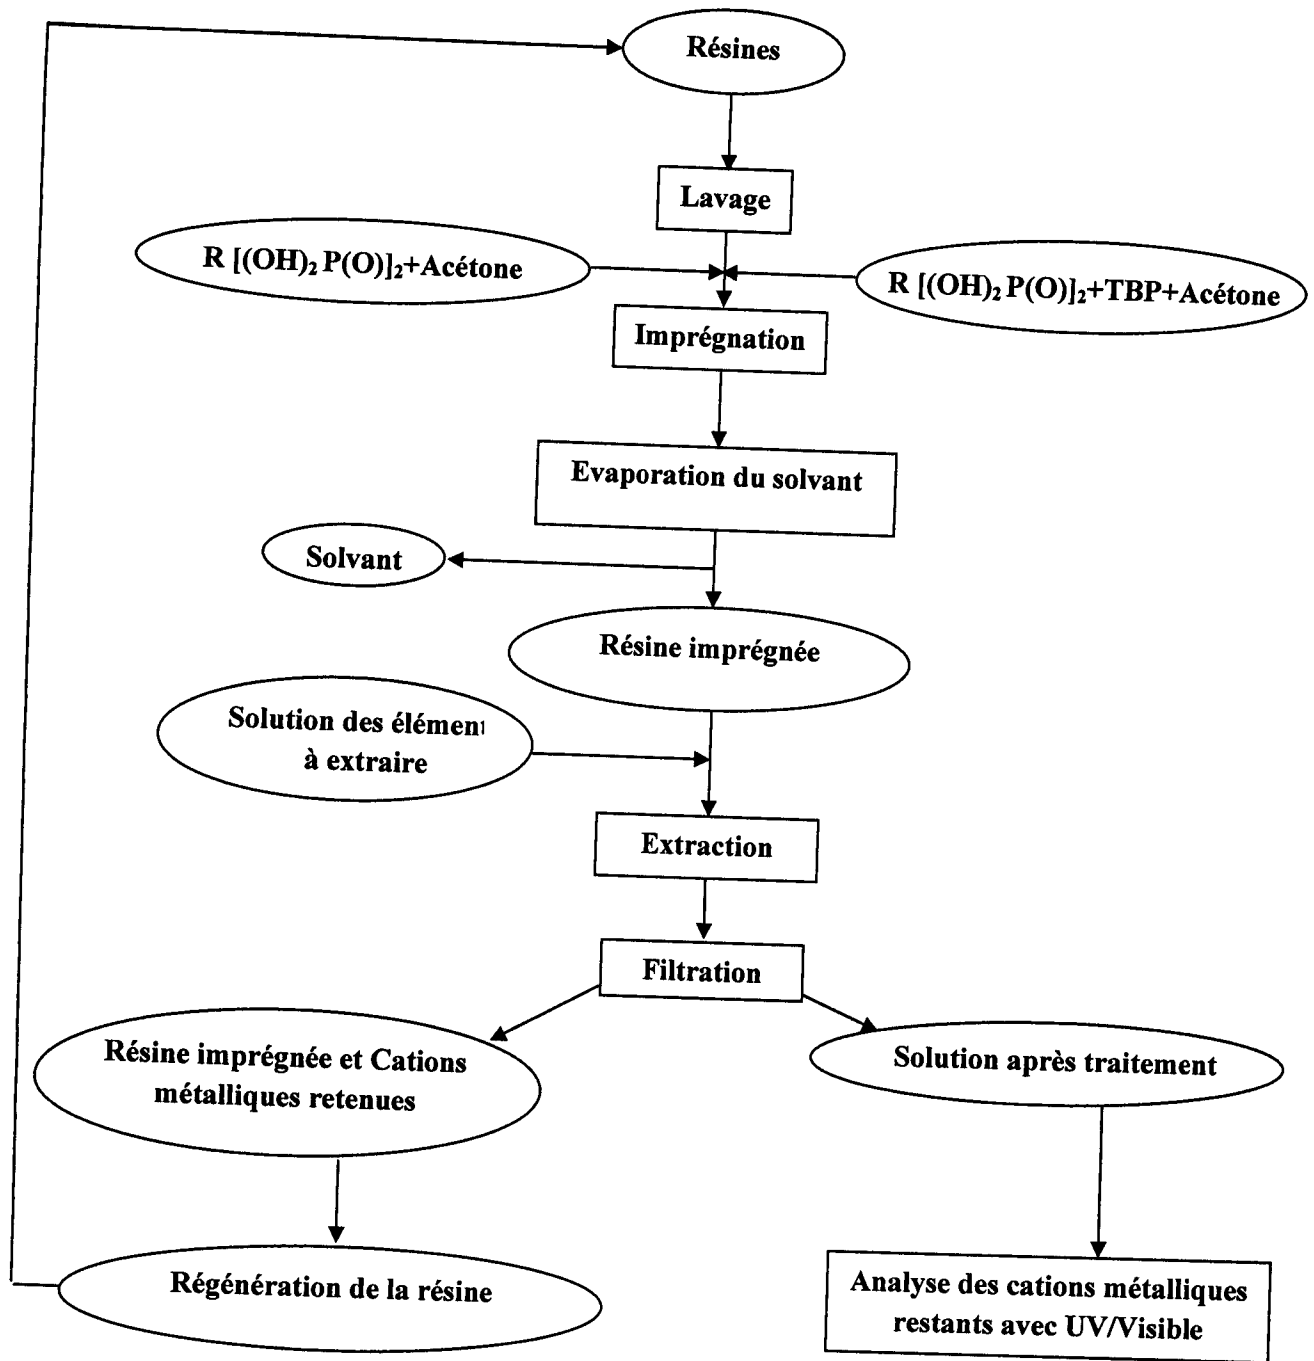 Résines
Lavage
R [(OH)₂ P(O)]₂+Acétone
R [(OH)₂ P(O)]₂+TBP+Acétone
Imprégnation
Evaporation du solvant
Solvant
Résine imprégnée
Solution des élémen
à extraire
Extraction
Filtration
Résine imprégnée et Cations
métalliques retenues
Solution après traitement
Régénération de la résine
Analyse des cations métalliques
restants avec UV/Visible